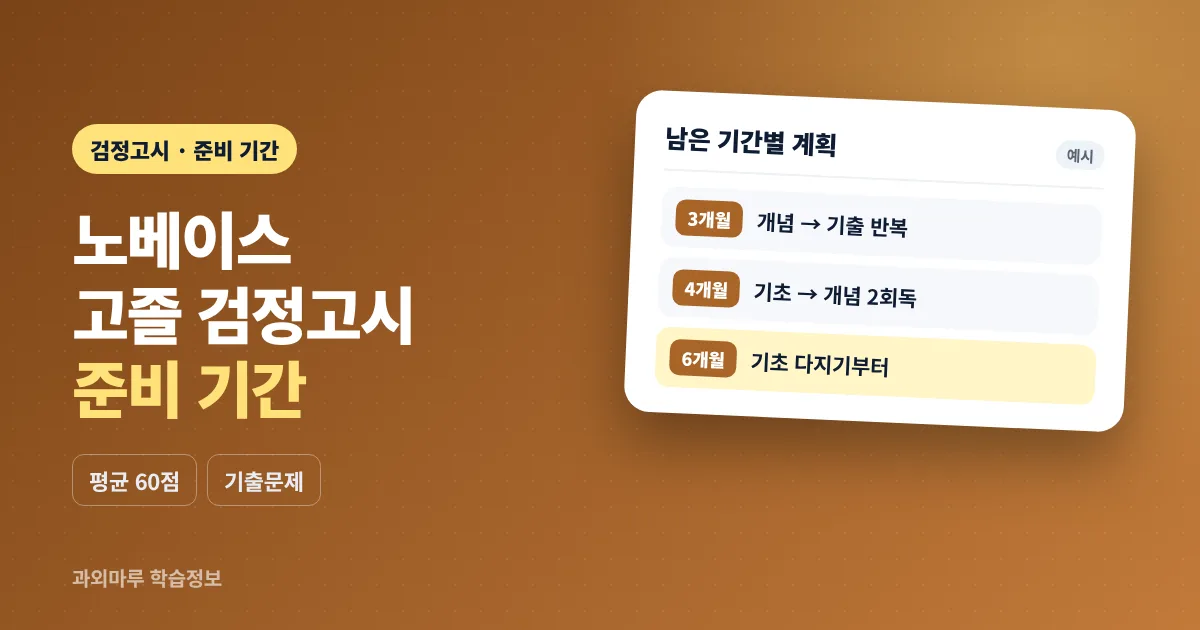 검정고시 · 준비 기간
노베이스
고졸 검정고시
준비 기간
평균 60점
기출문제
과외마루 학습정보
남은 기간별 계획
예시
3개월 개념 → 기출 반복
4개월 기초 → 개념 2회독
6개월 기초 다지기부터